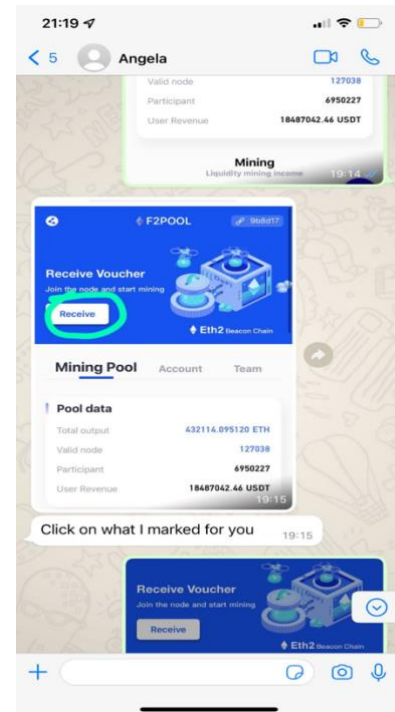 21:19
5 Angela
Valid node 127038
Participant 6950227
User Revenue 18487042.46 USDT
Mining
Liquidity mining income 19:14
F2POOL 9b8d17
Receive Voucher
Join the node and start mining
Receive
Eth2 Beacon Chain
Mining Pool Account Team
Pool data
Total output 432114.095120 ETH
Valid node 127038
Participant 6950227
User Revenue 18487042.46 USDT
19:15
Click on what I marked for you 19:15
Receive Voucher
Join the node and start mining
Receive
Eth2 Beacon Chain